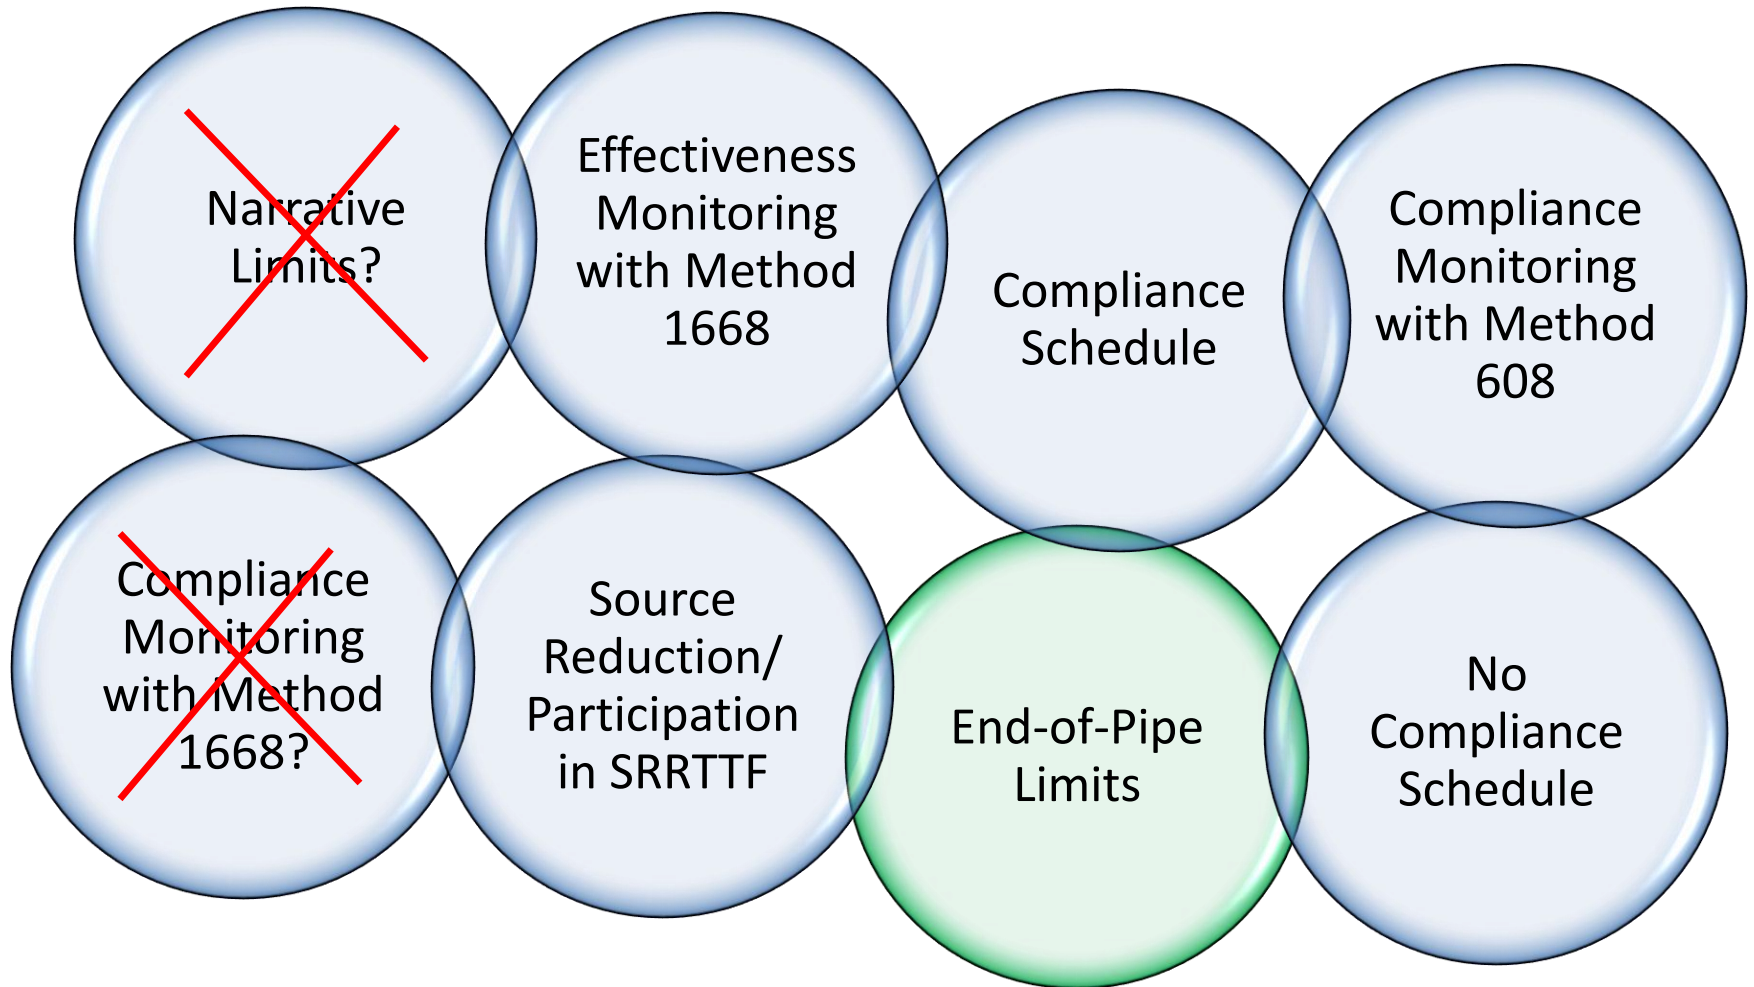 Narrative
Limits?
Effectiveness
Monitoring
with Method
1668
Compliance
Schedule
Compliance
Monitoring
with Method
608
Compliance
Monitoring
with Method
1668?
Source
Reduction/
Participation
in SRRTTF
End-of-Pipe
Limits
No
Compliance
Schedule